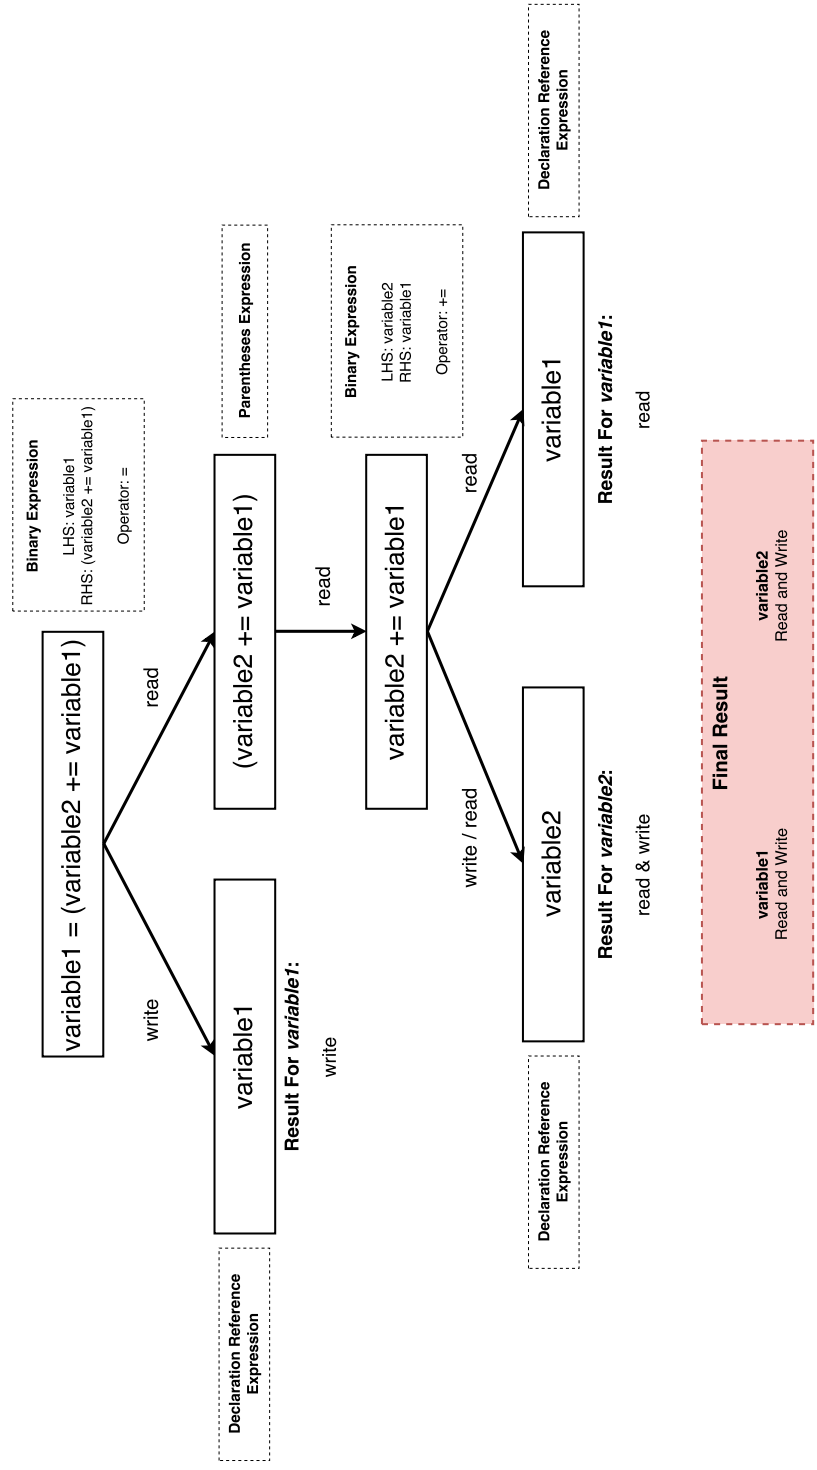 variable1 = (variable2 += variable1)
Binary Expression
LHS: variable1
RHS: (variable2 += variable1)
Operator: =
write
read
Declaration Reference
Expression
variable1
Result For variable1:
write
(variable2 += variable1)
Parentheses Expression
read
variable2 += variable1
Binary Expression
LHS: variable2
RHS: variable1
Operator: +=
write / read
read
Declaration Reference
Expression
variable2
Result For variable2:
read & write
variable1
Declaration Reference
Expression
Result For variable1:
read
Final Result
variable1
Read and Write
variable2
Read and Write